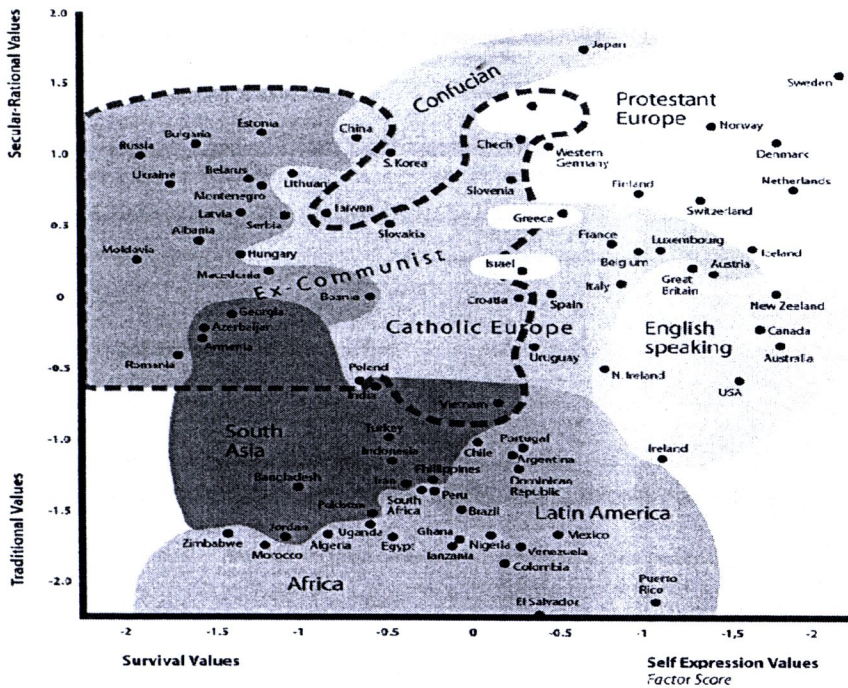 Secular-Rational Values
Traditional Values
2.0
1.5
1.0
0.5
0
-0.5
-1.0
-1.5
-2.0
Japan
Sweden
Confucian
Protestant
Europe
Norway
Denmark
Estonia
Bulgaria
Russia
China
S. Korea
Chech
Western
Germany
Ukraine
Belarus
Montenegro
Lithuan
Slovenia
Finland
Netherlands
Switzerland
Latvia
Serbia
Taiwan
Slovakia
Greece
Albania
Moldavia
Hungary
Macedonia
France
Luxembourg
Iceland
Belgium
Austria
Israel
Italy
Great
Britain
Ex-Communist
Bosnia
Croatia
Spain
New Zeeland
Georgia
Azerbeijan
Armenia
Catholic Europe
English
speaking
Canada
Australia
Romania
Uruguay
Poland
India
N. Ireland
USA
Vietnam
South
Asia
Turkey
Indonesia
Chile
Portugal
Argentina
Ireland
Bangladesh
Iran
Phillippines
Dominican
Republic
Pakistan
South
Africa
Peru
Brazil
Latin America
Zimbabwe
Jordan
Morocco
Algeria
Uganda
Egypt
Ghana
Tanzania
Nigeria
Venezuela
Mexico
Colombia
Africa
El Salvador
Puerto
Rico
-2
-1.5
-1
-0.5
0
-0.5
-1
-1,5
-2
Survival Values
Self Expression Values
Factor Score